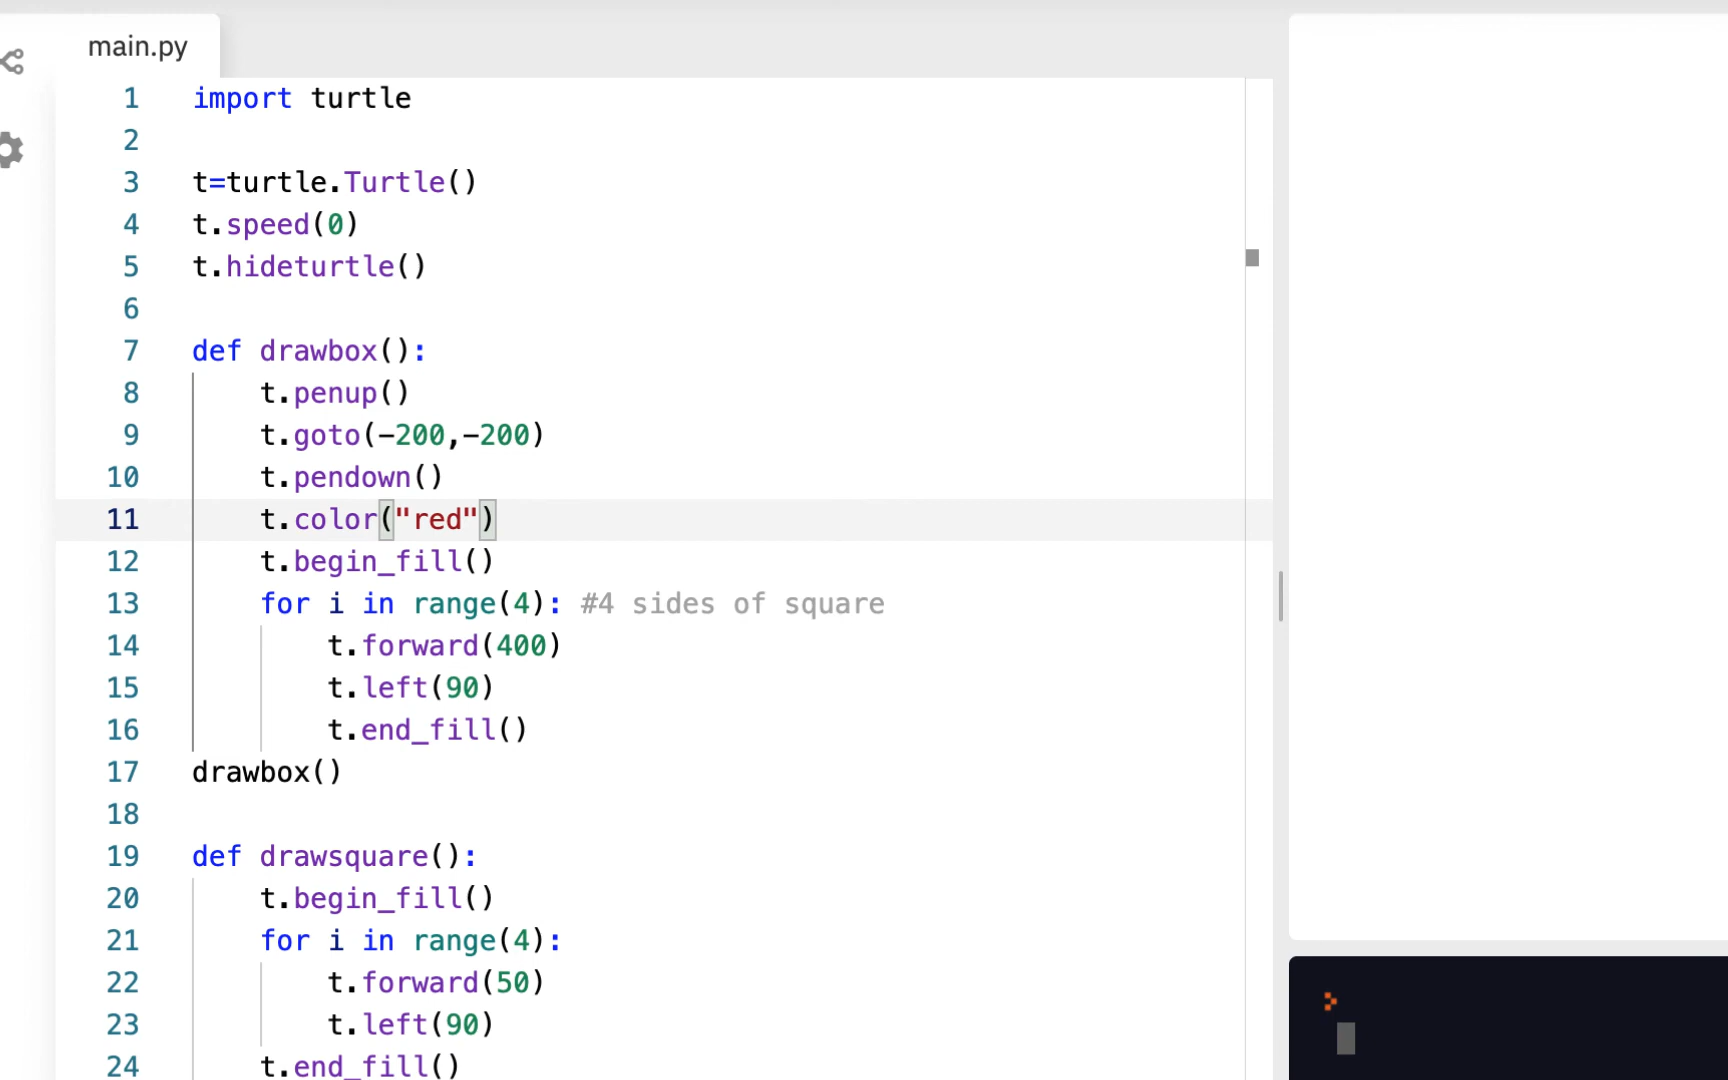 main.py
1 import turtle
2
3 t=turtle.Turtle()
4 t.speed(0)
5 t.hideturtle()
6
7 def drawbox():
8     t.penup()
9     t.goto(-200,-200)
10     t.pendown()
11     t.color("red")
12     t.begin_fill()
13     for i in range(4): #4 sides of square
14         t.forward(400)
15         t.left(90)
16         t.end_fill()
17 drawbox()
18
19 def drawsquare():
20     t.begin_fill()
21     for i in range(4):
22         t.forward(50)
23         t.left(90)
24     t.end_fill()